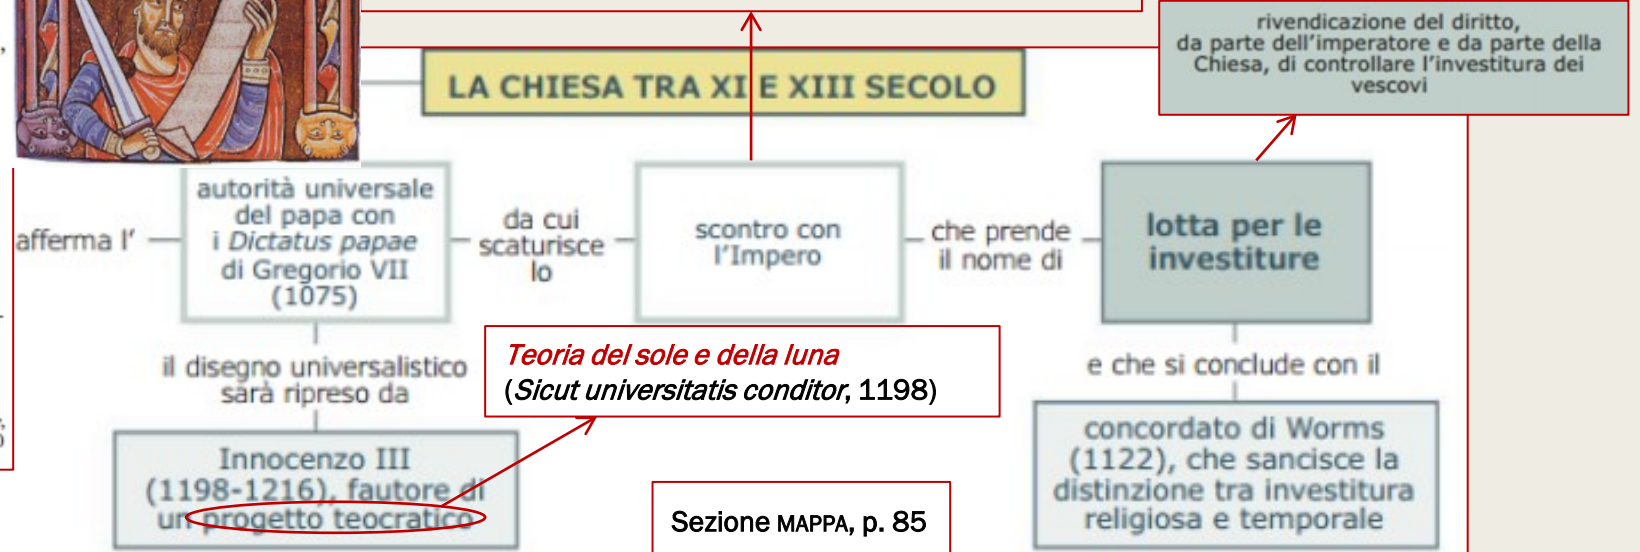 rivendicazione del diritto,
da parte dell'imperatore e da parte della
Chiesa, di controllare l'investitura dei
vescovi
LA CHIESA TRA XI E XIII SECOLO
afferma l'
autorità universale
del papa con
i Dictatus papae
di Gregorio VII
(1075)
da cui
scaturisce
lo
scontro con
l'Impero
che prende
il nome di
lotta per le
investiture
il disegno universalistico
sarà ripreso da
Teoria del sole e della luna
(Sicut universitatis conditor, 1198)
e che si conclude con il
Innocenzo III
(1198-1216), fautore di
un progetto teocratico
Sezione MAPPA, p. 85
concordato di Worms
(1122), che sancisce la
distinzione tra investitura
religiosa e temporale